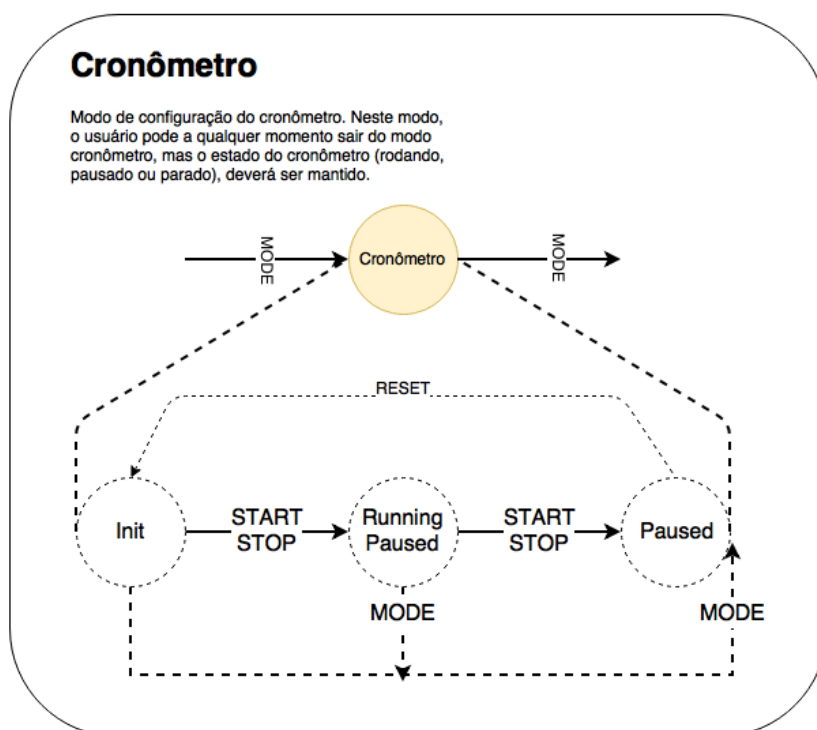 Cronômetro
Modo de configuração do cronômetro. Neste modo,
o usuário pode a qualquer momento sair do modo
cronômetro, mas o estado do cronômetro (rodando,
pausado ou parado), deverá ser mantido.
MODE
Cronômetro
MODE
RESET
Init
START
STOP
Running
Paused
START
STOP
Paused
MODE
MODE